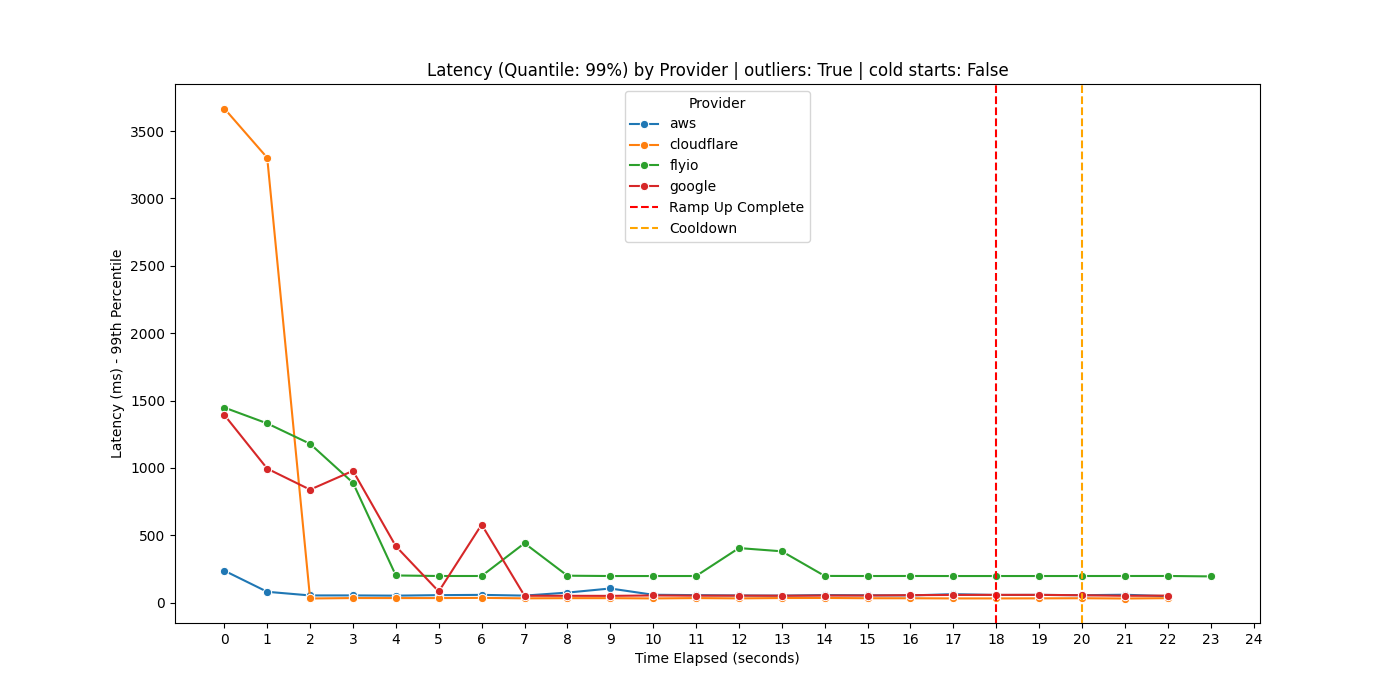 Latency (Quantile: 99%) by Provider | outliers: True | cold starts: False
Provider
aws
cloudflare
flyio
google
Ramp Up Complete
Cooldown
Latency (ms) - 99th Percentile
3500
3000
2500
2000
1500
1000
500
0
0 1 2 3 4 5 6 7 8 9 10 11 12 13 14 15 16 17 18 19 20 21 22 23 24
Time Elapsed (seconds)